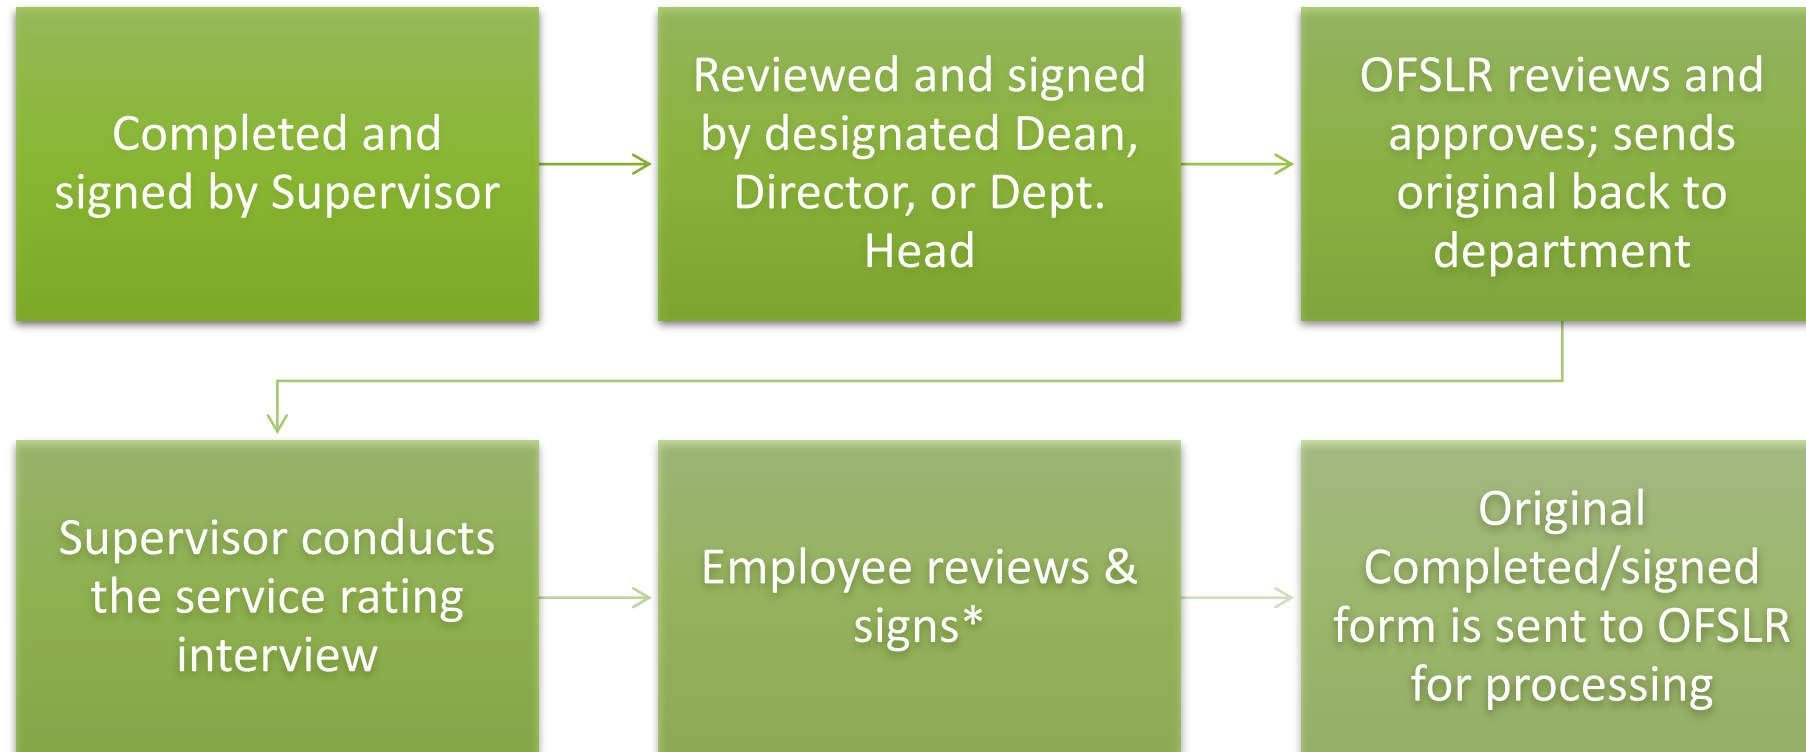 Completed and
signed by Supervisor
Reviewed and signed
by designated Dean,
Director, or Dept.
Head
OFSLR reviews and
approves; sends
original back to
department
Supervisor conducts
the service rating
interview
Employee reviews &
signs*
Original
Completed/signed
form is sent to OFSLR
for processing